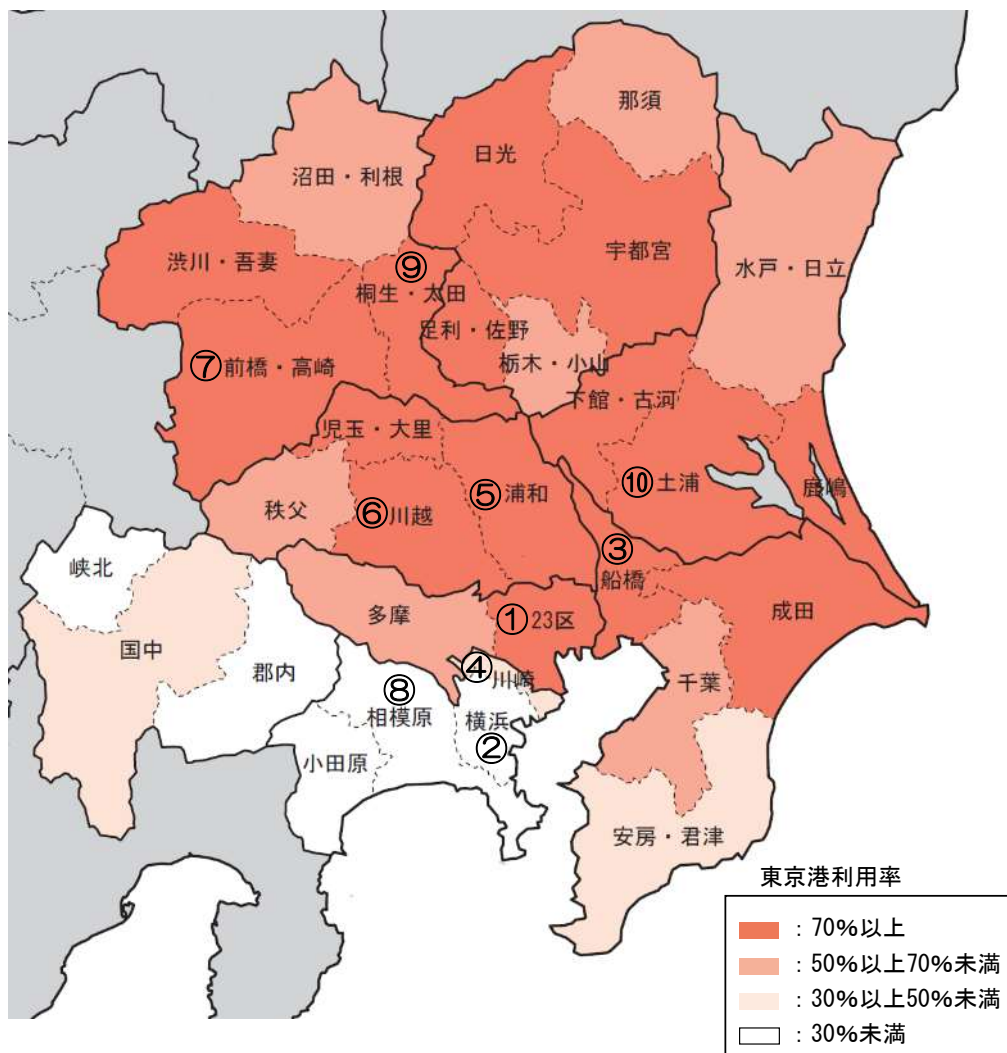 那須
日光
沼田・利根
宇都宮
渋川・吾妻
⑨
桐生・太田
水戸・日立
足利・佐野
⑦前橋・高崎
栃木・小山
下館・古河
児玉・大里
⑩土浦
鹿嶋
⑤浦和
秩父
⑥川越
③
船橋
峡北
多摩
①23区
成田
国中
郡内
④
川崎
千葉
⑧
相模原
横浜
②
小田原
安房・君津
東京港利用率
：70％以上
：50％以上70％未満
：30％以上50％未満
：30％未満